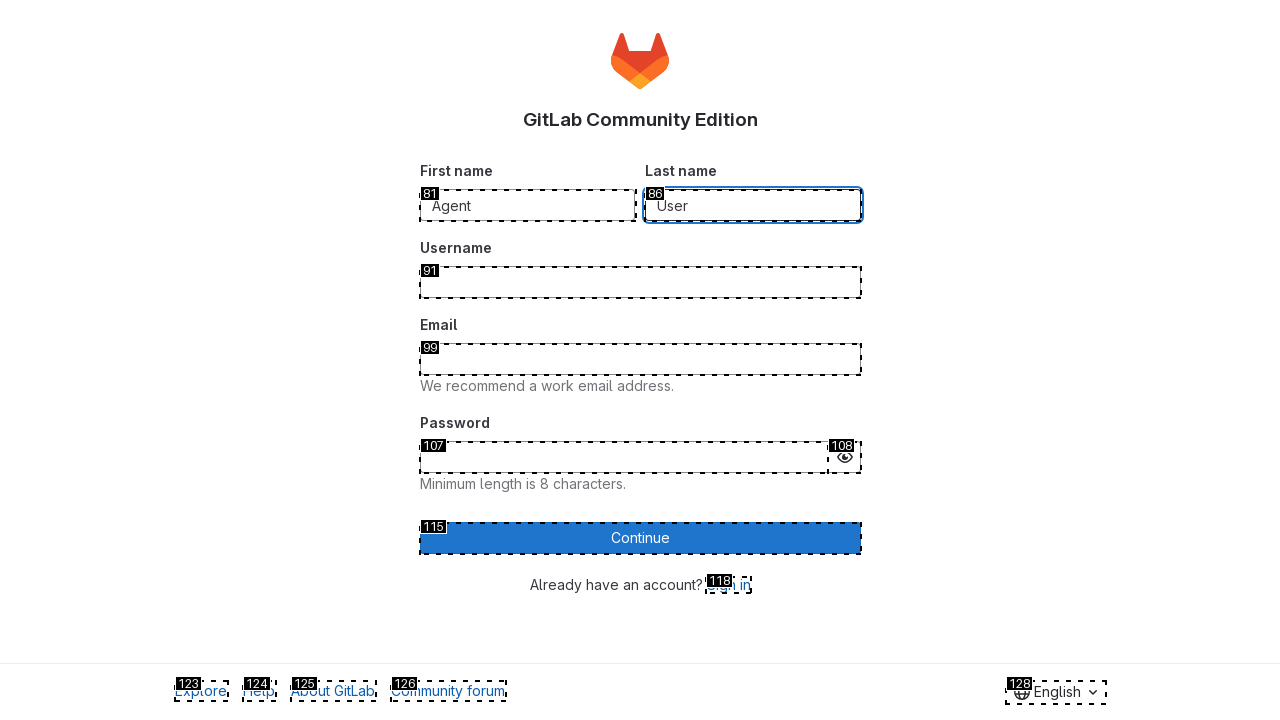 GitLab Community Edition
First name Last name
81 86
Agent User
Username
91
Email
99
We recommend a work email address.
Password
107 108
Minimum length is 8 characters.
115
Continue
Already have an account? 118 Sign in
123 124 125 126 128
Explore Help About GitLab Community forum English